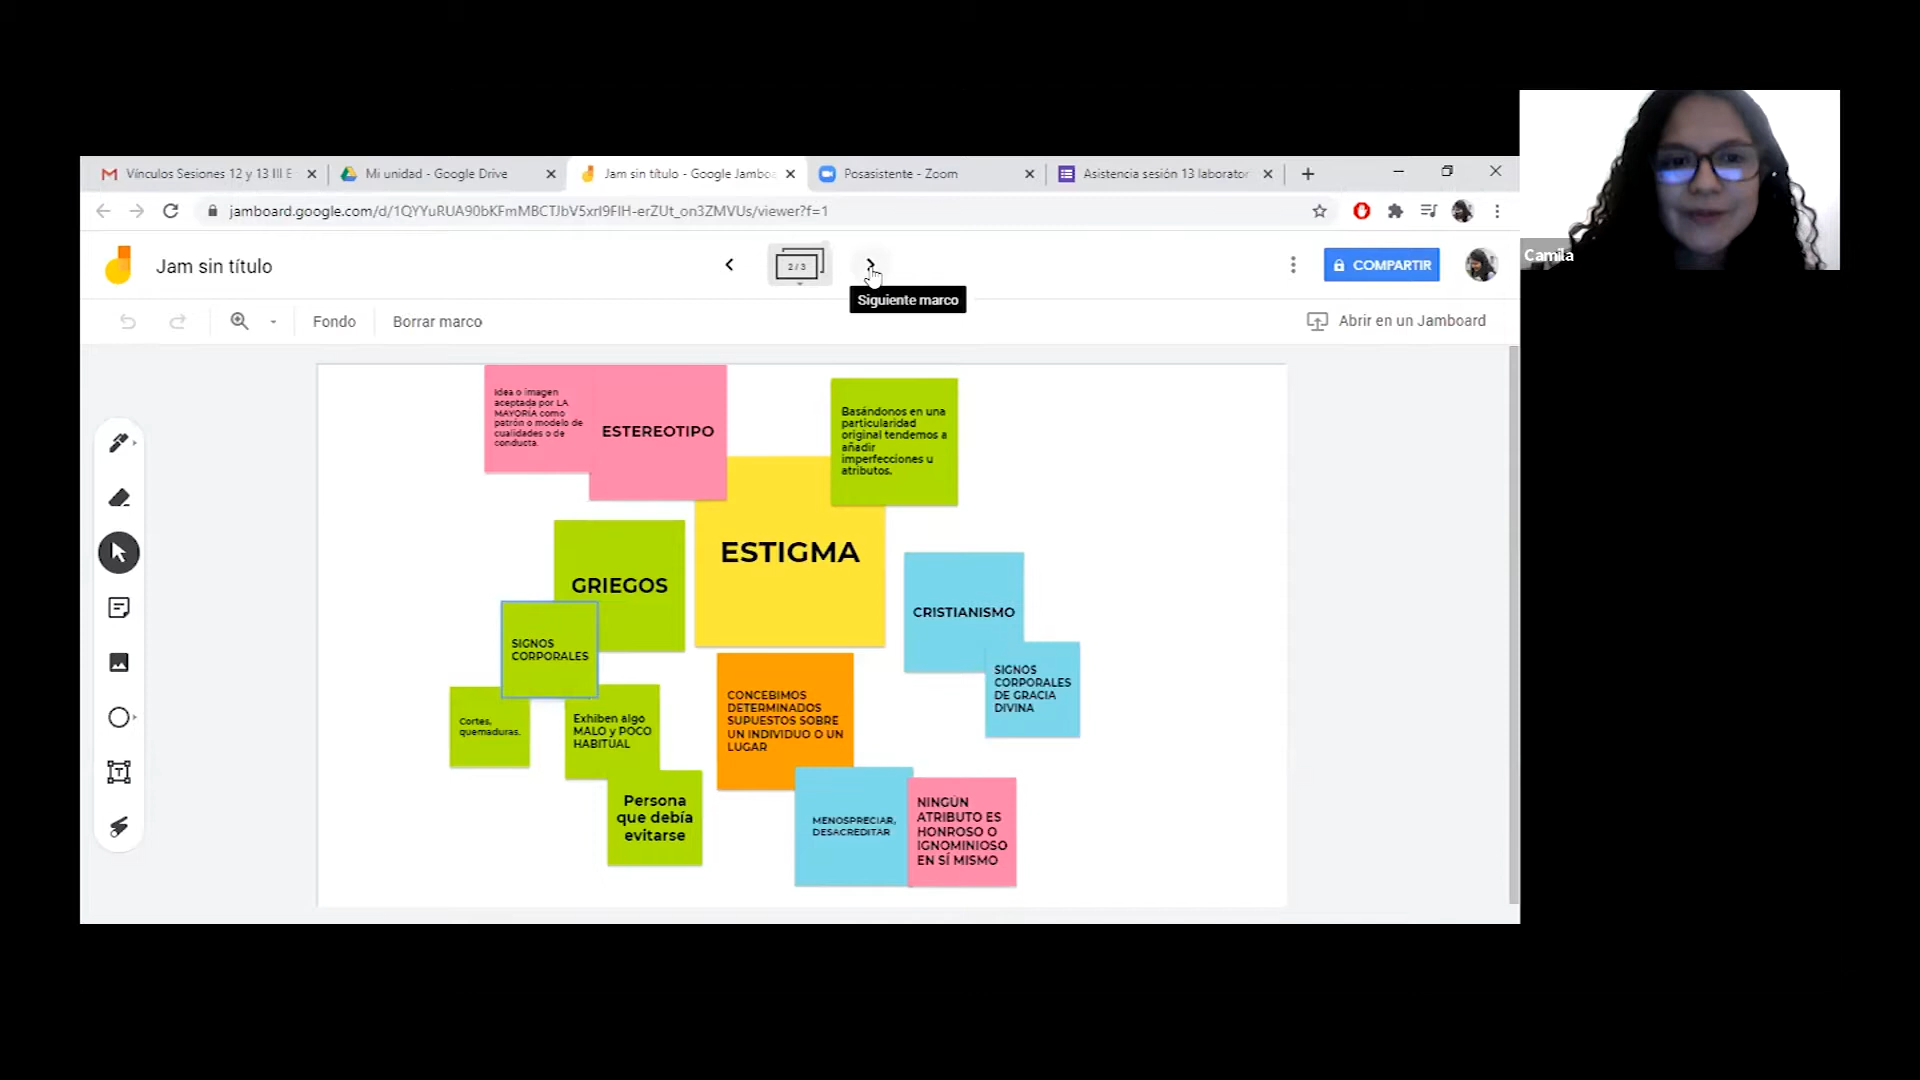 Vínculos Sesiones 12 y 13 III E
Mi unidad - Google Drive
Jam sin título - Google Jamboa
Posasistente - Zoom
Asistencia sesión 13 laborator
jamboard.google.com/d/1QYYuRUA90bKFmMBCTJbV5xrI9FIH-erZUt_on3ZMVUs/viewer?f=1
Jam sin título
2 / 3
COMPARTIR
Siguiente marco
Fondo
Borrar marco
Abrir en un Jamboard
Idea o imagen
aceptada por LA
MAYORÍA como
patrón o modelo de
cualidades o de
conducta.
ESTEREOTIPO
Basándonos en una
particularidad
original tendemos a
añadir
imperfecciones u
atributos.
ESTIGMA
GRIEGOS
SIGNOS
CORPORALES
Cortes,
quemaduras.
Exhiben algo
MALO y POCO
HABITUAL
Persona
que debía
evitarse
CRISTIANISMO
SIGNOS
CORPORALES
DE GRACIA
DIVINA
CONCEBIMOS
DETERMINADOS
SUPUESTOS SOBRE
UN INDIVIDUO O UN
LUGAR
MENOSPRECIAR,
DESACREDITAR
NINGÚN
ATRIBUTO ES
HONROSO O
IGNOMINIOSO
EN SÍ MISMO
Camila